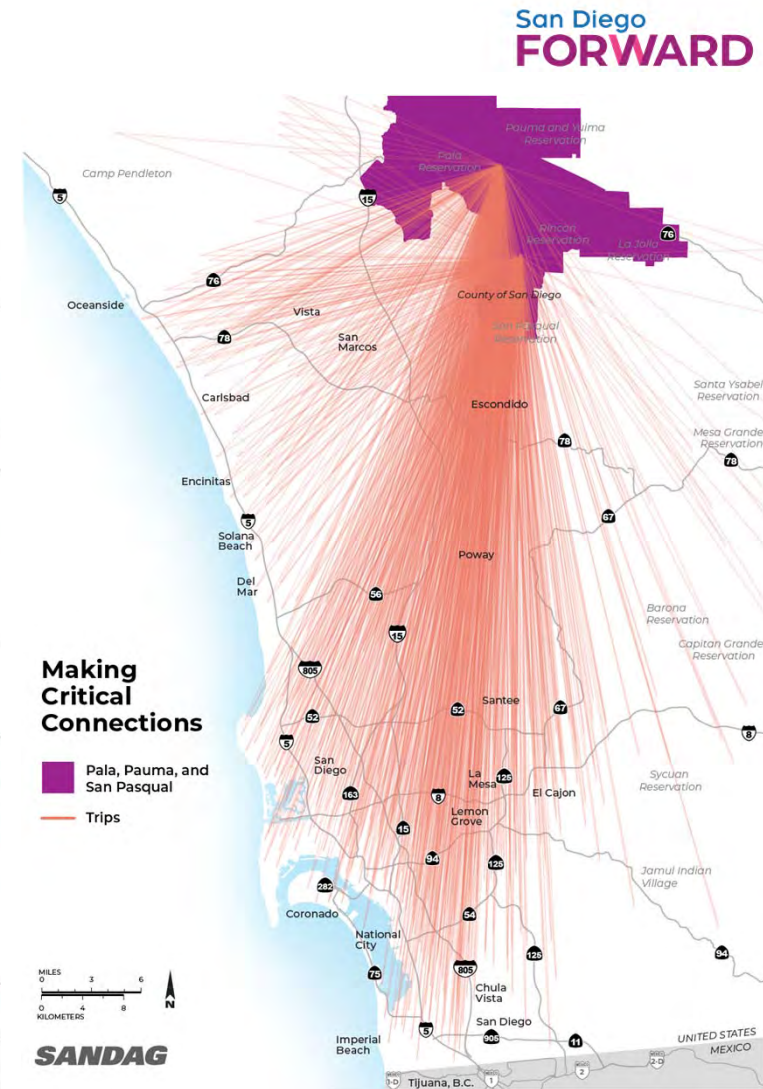 San Diego
FORWARD
Pauma and Yuima
Reservation
Pala
Reservation
Camp Pendleton
5
15
Rincon
Reservation
76
La Jolla
Reservation
76
County of San Diego
Oceanside
Vista
San Pasqual
Reservation
78
San
Marcos
Santa Ysabel
Reservation
Carlsbad
Escondido
Mesa Grande
Reservation
78
78
Encinitas
67
5
Solana
Beach
Poway
Del
Mar
56
Barona
Reservation
15
Capitan Grande
Reservation
805
Making
Critical
Connections
Santee
52
67
52
8
5
San
Diego
Pala, Pauma, and
San Pasqual
La
Mesa
125
Sycuan
Reservation
163
8
El Cajon
Trips
Lemon
Grove
15
94
125
Jamul Indian
Village
282
Coronado
54
National
City
125
94
805
MILES
0 3 6
75
N
Chula
Vista
0 4 8
KILOMETERS
San Diego
5
905
11
UNITED STATES
MEXICO
Imperial
Beach
SANDAG
2-D
2
1-D
Tijuana, B.C.
1